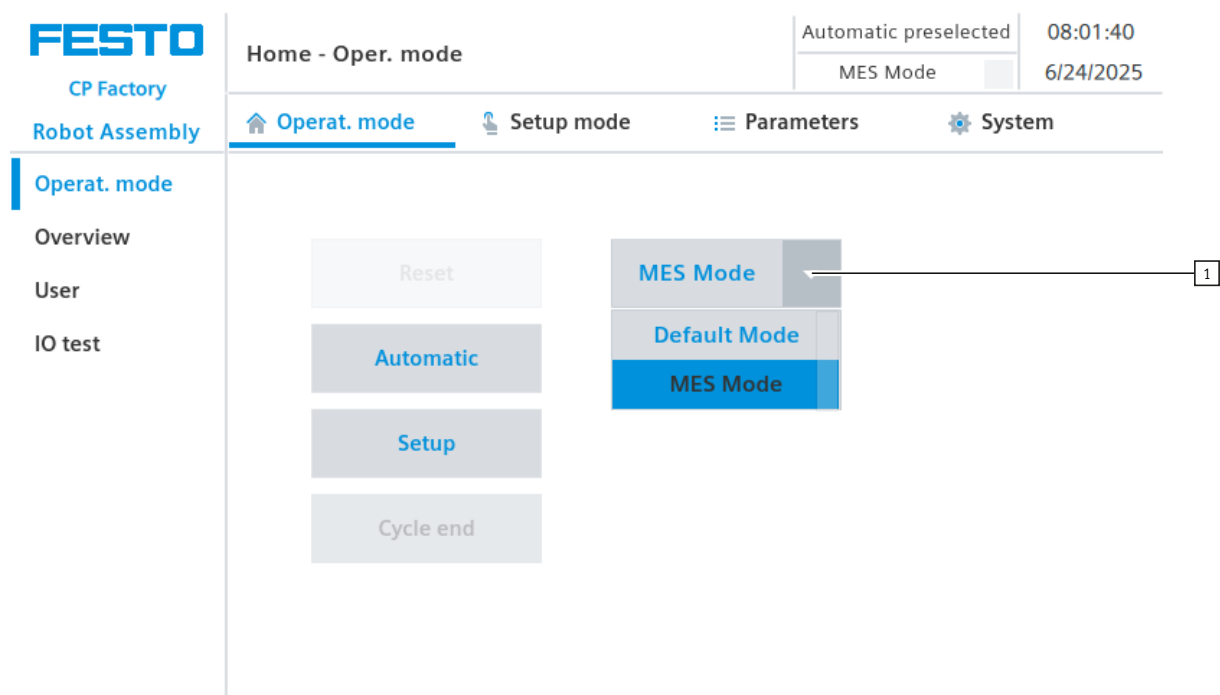 FESTO
CP Factory
Robot Assembly
Home - Oper. mode
Automatic preselected
MES Mode
08:01:40
6/24/2025
Operat. mode
Setup mode
Parameters
System
Operat. mode
Overview
User
IO test
Reset
Automatic
Setup
Cycle end
MES Mode
Default Mode
MES Mode
1